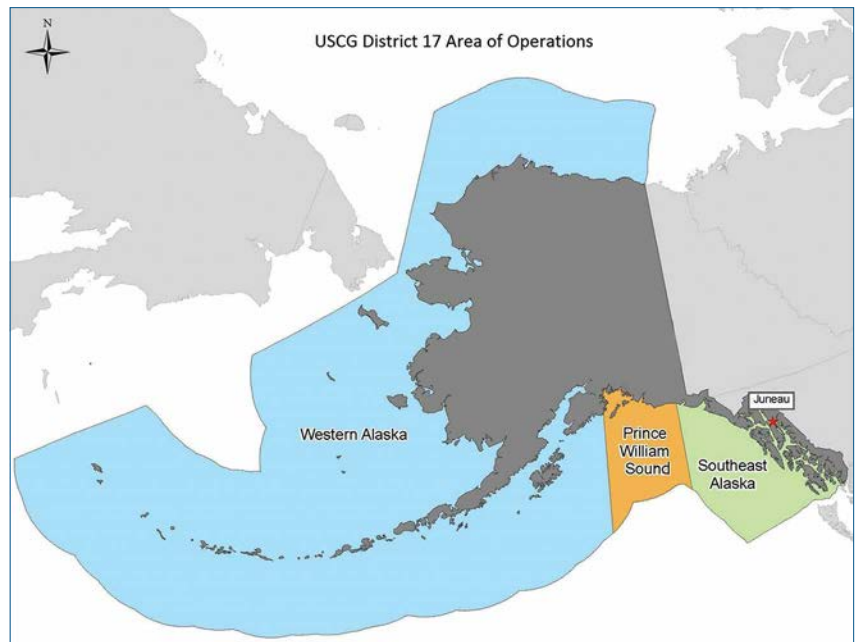 N
USCG District 17 Area of Operations
Juneau
Western Alaska
Prince
William
Sound
Southeast
Alaska